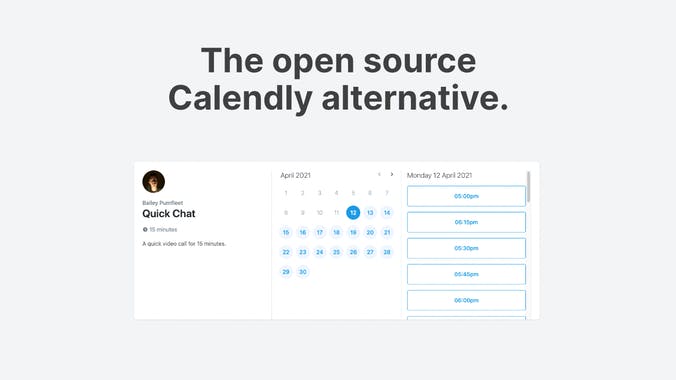 The open source
Calendly alternative.
Bailey Pumfleet
Quick Chat
15 minutes
A quick video call for 15 minutes.
April 2021
1 2 3 4 5 6 7
8 9 10 11 12 13 14
15 16 17 18 19 20 21
22 23 24 25 26 27 28
29 30
Monday 12 April 2021
05:00pm
05:15pm
05:30pm
05:45pm
06:00pm